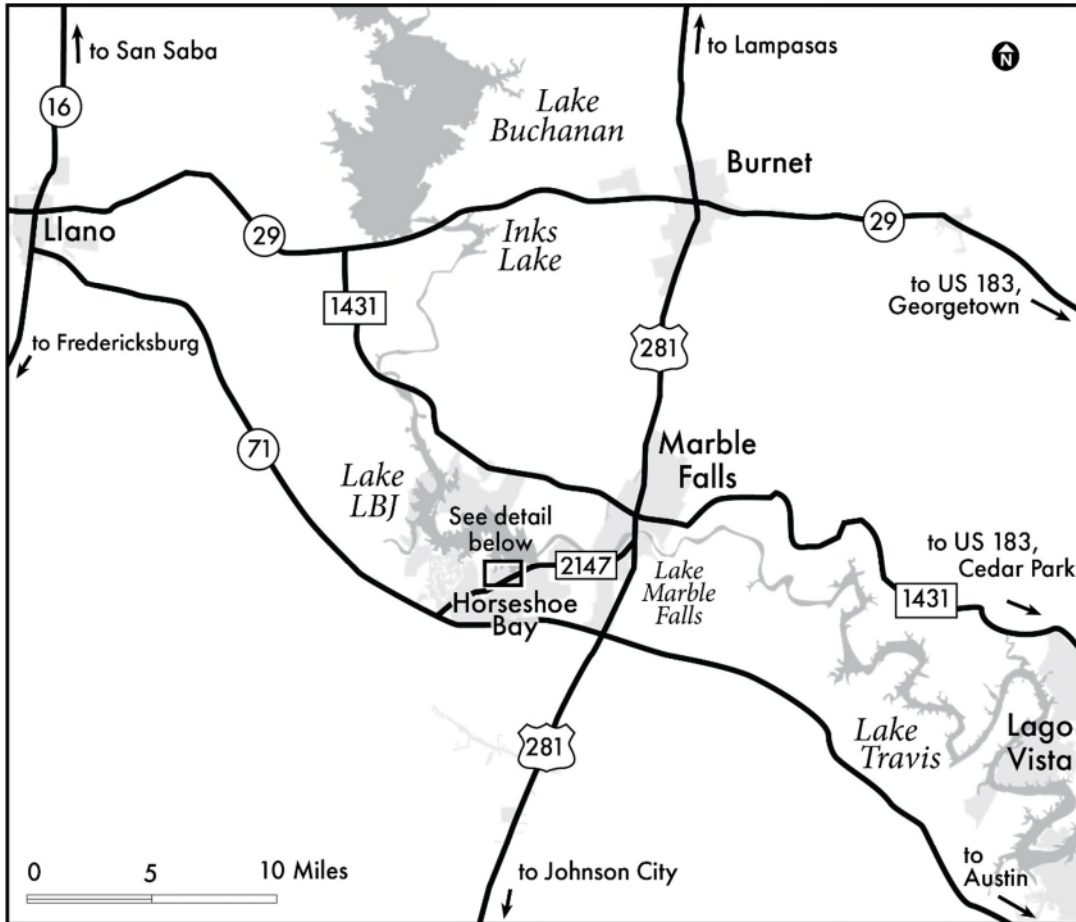 to San Saba
to Lampasas
N
16
Lake
Buchanan
Burnet
Llano
29
Inks
Lake
29
1431
to US 183,
Georgetown
to Fredericksburg
281
71
Marble
Falls
Lake
LBJ
See detail
below
2147
to US 183,
Cedar Park
Lake
Marble
Falls
1431
Horseshoe
Bay
281
Lake
Travis
Lago
Vista
0 5 10 Miles
to Johnson City
to
Austin